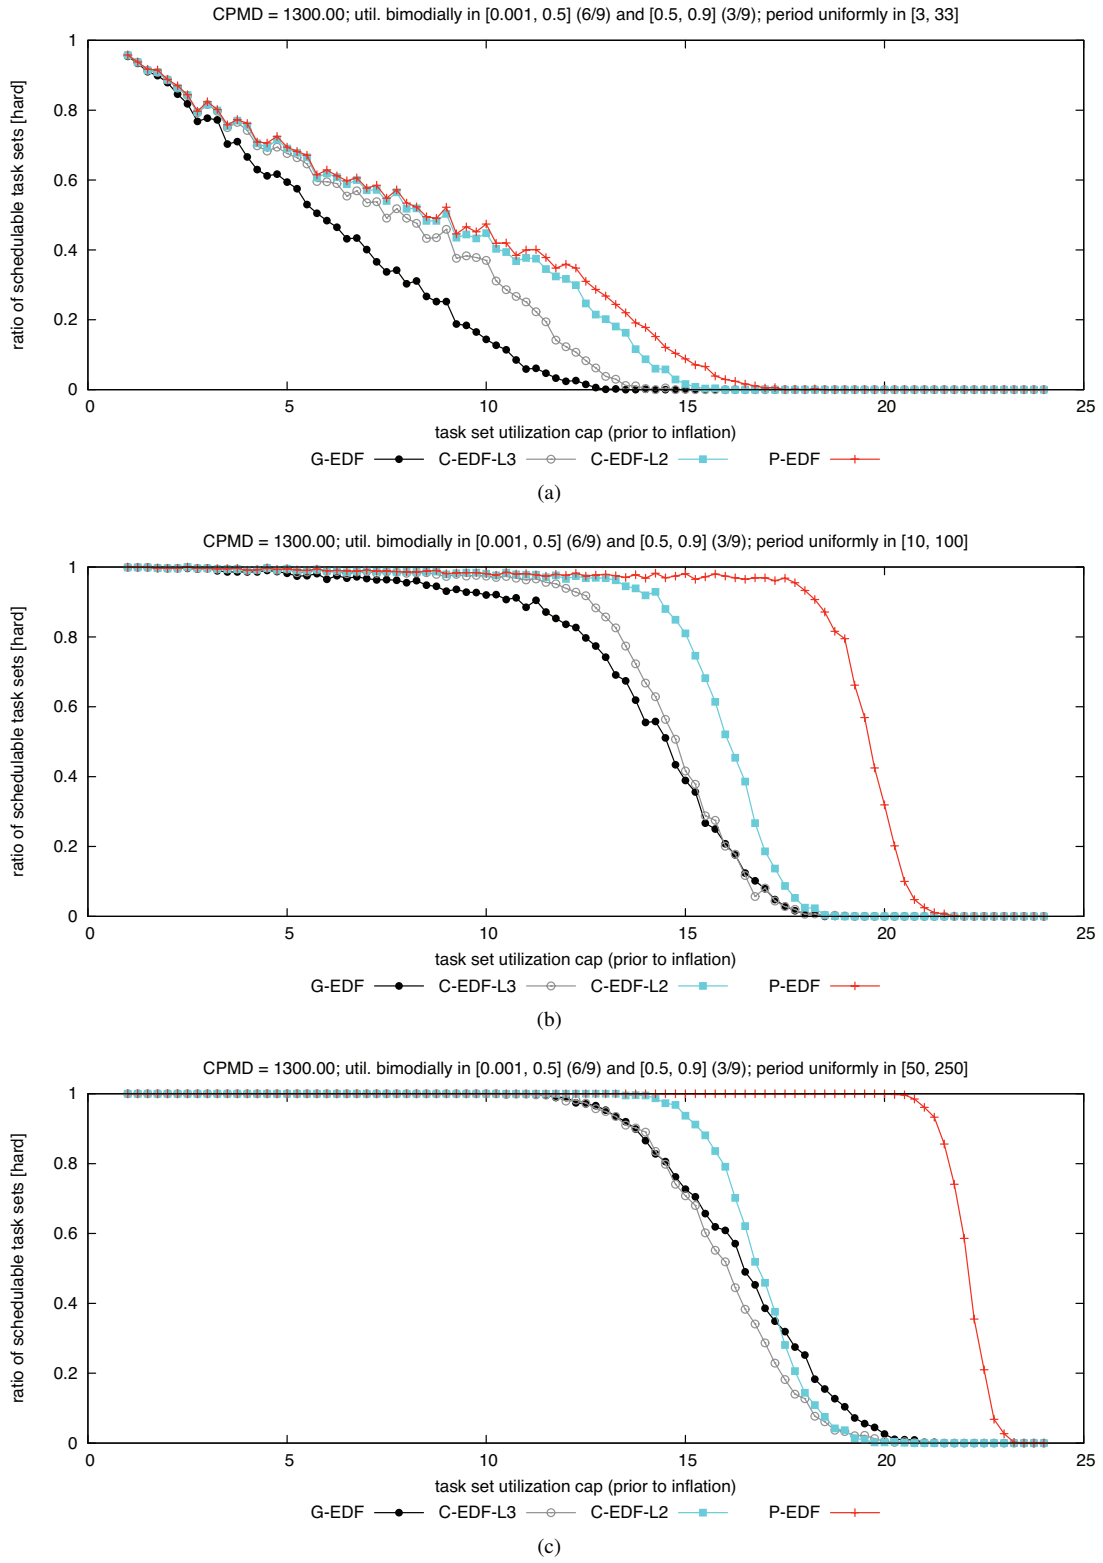 CPMD = 1300.00; util. bimodially in [0.001, 0.5] (6/9) and [0.5, 0.9] (3/9); period uniformly in [3, 33]
ratio of schedulable task sets [hard]
1
0.8
0.6
0.4
0.2
0
0 5 10 15 20 25
task set utilization cap (prior to inflation)
G-EDF C-EDF-L3 C-EDF-L2 P-EDF
(a)
CPMD = 1300.00; util. bimodially in [0.001, 0.5] (6/9) and [0.5, 0.9] (3/9); period uniformly in [10, 100]
ratio of schedulable task sets [hard]
1
0.8
0.6
0.4
0.2
0
0 5 10 15 20 25
task set utilization cap (prior to inflation)
G-EDF C-EDF-L3 C-EDF-L2 P-EDF
(b)
CPMD = 1300.00; util. bimodially in [0.001, 0.5] (6/9) and [0.5, 0.9] (3/9); period uniformly in [50, 250]
ratio of schedulable task sets [hard]
1
0.8
0.6
0.4
0.2
0
0 5 10 15 20 25
task set utilization cap (prior to inflation)
G-EDF C-EDF-L3 C-EDF-L2 P-EDF
(c)